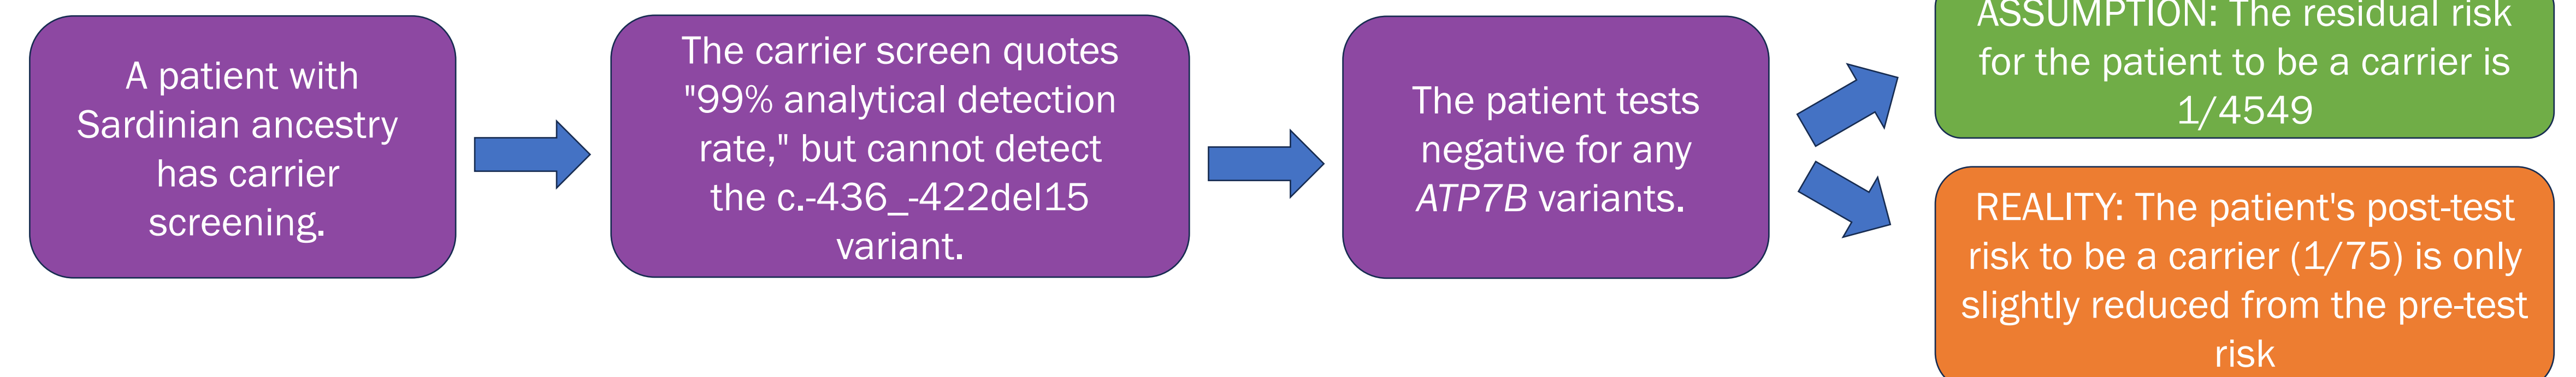 A patient with
Sardinian ancestry
has carrier
screening.
The carrier screen quotes
"99% analytical detection
rate," but cannot detect
the c.-436_-422del15
variant.
The patient tests
negative for any
ATP7B variants.
ASSUMPTION: The residual risk
for the patient to be a carrier is
1/4549
REALITY: The patient's post-test
risk to be a carrier (1/75) is only
slightly reduced from the pre-test
risk